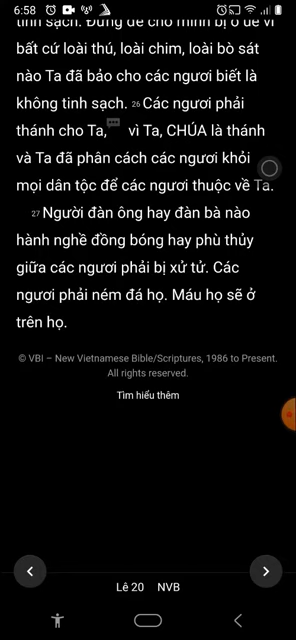 6:58
tinh sạch. Đừng để cho mình bị ô uế vì
bất cứ loài thú, loài chim, loài bò sát
nào Ta đã bảo cho các ngươi biết là
không tinh sạch. 26 Các ngươi phải
thánh cho Ta, vì Ta, CHÚA là thánh
và Ta đã phân cách các ngươi khỏi
mọi dân tộc để các ngươi thuộc về Ta.
27 Người đàn ông hay đàn bà nào
hành nghề đồng bóng hay phù thủy
giữa các ngươi phải bị xử tử. Các
ngươi phải ném đá họ. Máu họ sẽ ở
trên họ.
© VBI – New Vietnamese Bible/Scriptures, 1986 to Present.
All rights reserved.
Tìm hiểu thêm
Lê 20 NVB